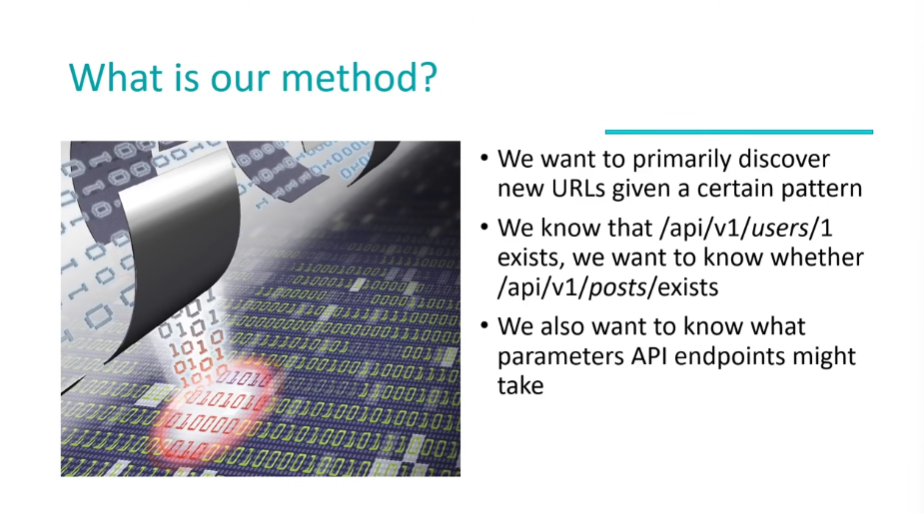 What is our method?
• We want to primarily discover
new URLs given a certain pattern
• We know that /api/v1/users/1
exists, we want to know whether
/api/v1/posts/exists
• We also want to know what
parameters API endpoints might
take